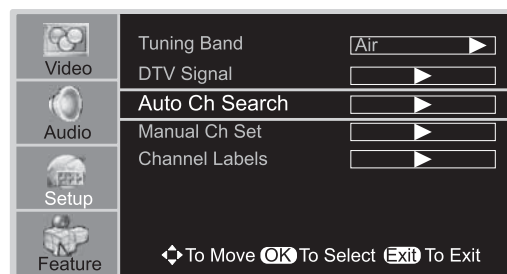 Video
Audio
Setup
Feature
Tuning Band Air
DTV Signal
Auto Ch Search
Manual Ch Set
Channel Labels
To Move OK To Select Exit To Exit